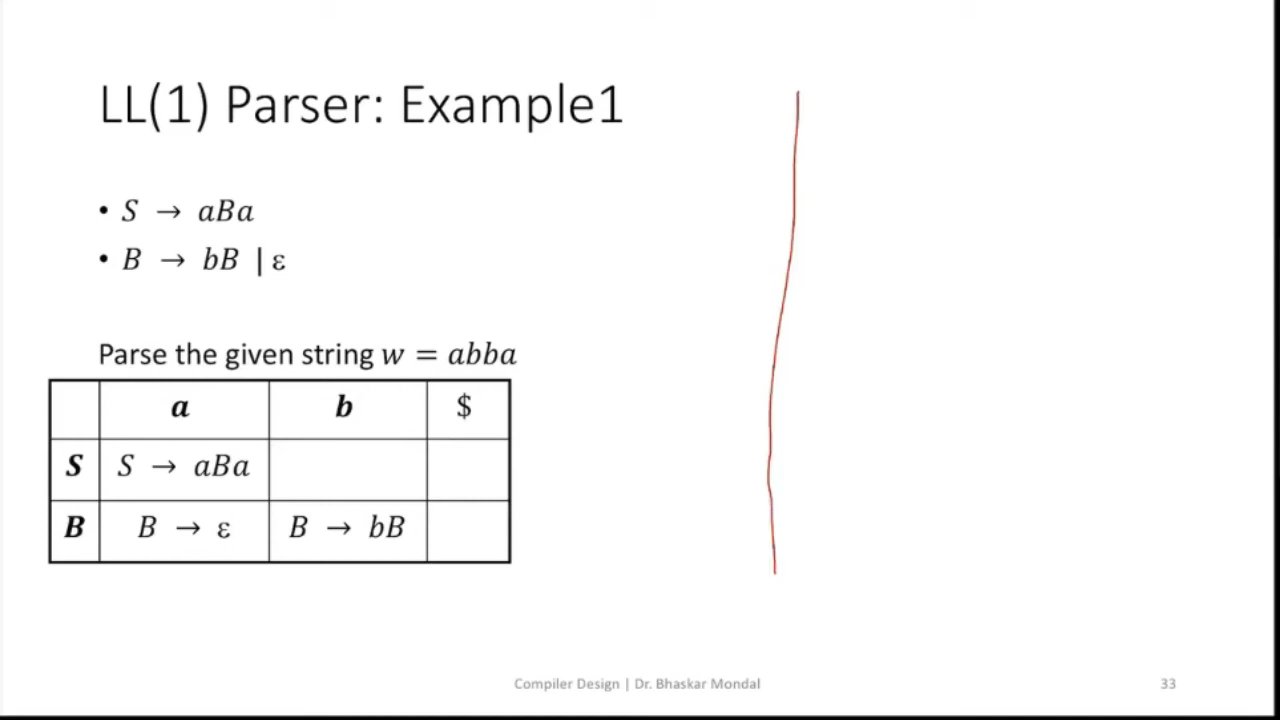 LL(1) Parser: Example1
• S → aBa
• B → bB | ε
Parse the given string w = abba
a b $
S S → aBa
B B → ε B → bB
Compiler Design | Dr. Bhaskar Mondal 33